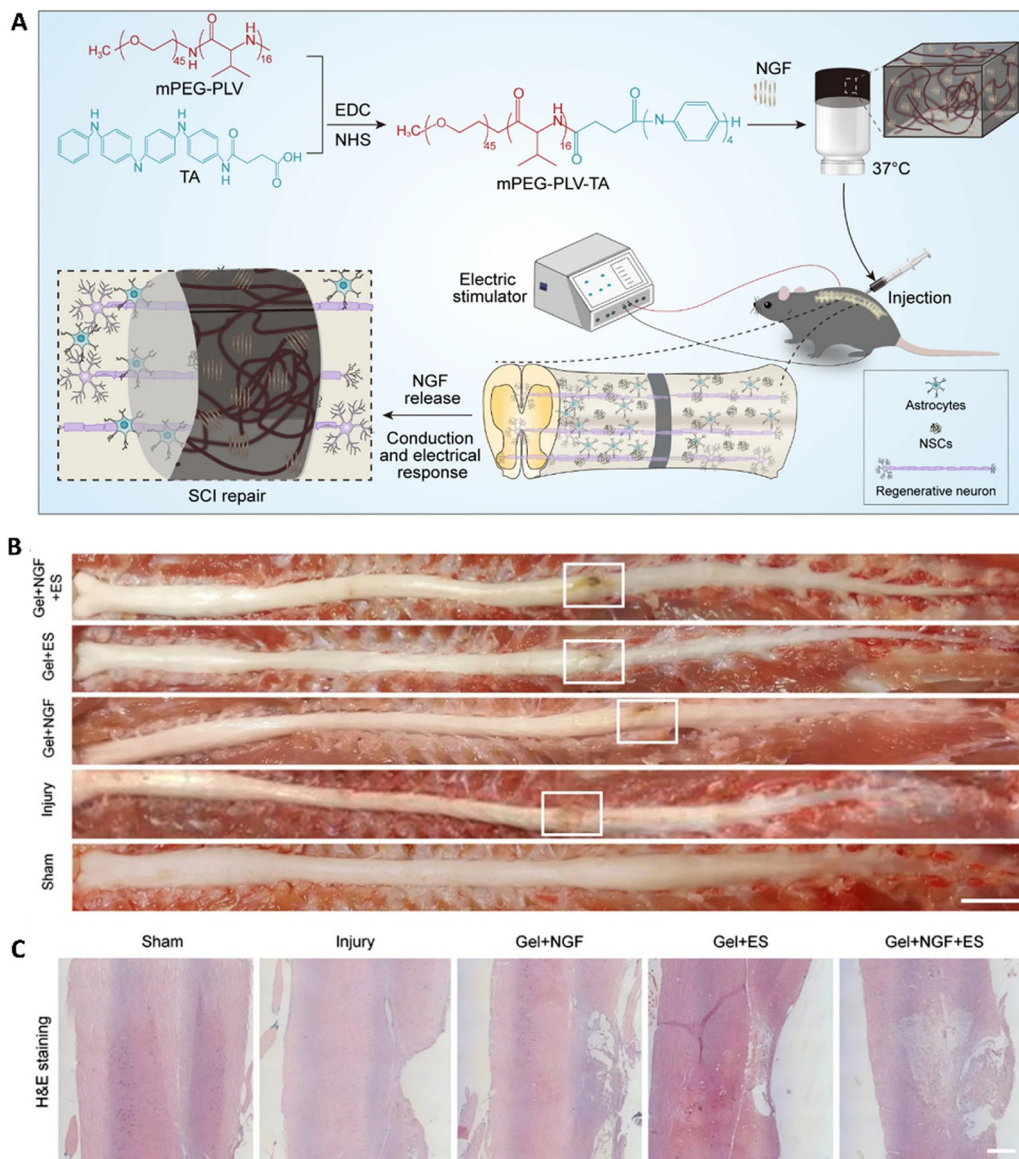 A
H₃C
O
45
N
H
O
H
N
16
mPEG-PLV
H
N
H
N
O
OH
N
N
H
O
TA
EDC
NHS
H₃C
O
45
O
H
N
16
O
O
N
H
4
mPEG-PLV-TA
NGF
37°C
Electric
stimulator
Injection
NGF
release
Conduction
and electrical
response
SCI repair
Astrocytes
NSCs
Regenerative neuron
B
Gel+NGF
+ES
Gel+ES
Gel+NGF
Injury
Sham
C
Sham Injury Gel+NGF Gel+ES Gel+NGF+ES
H&E staining